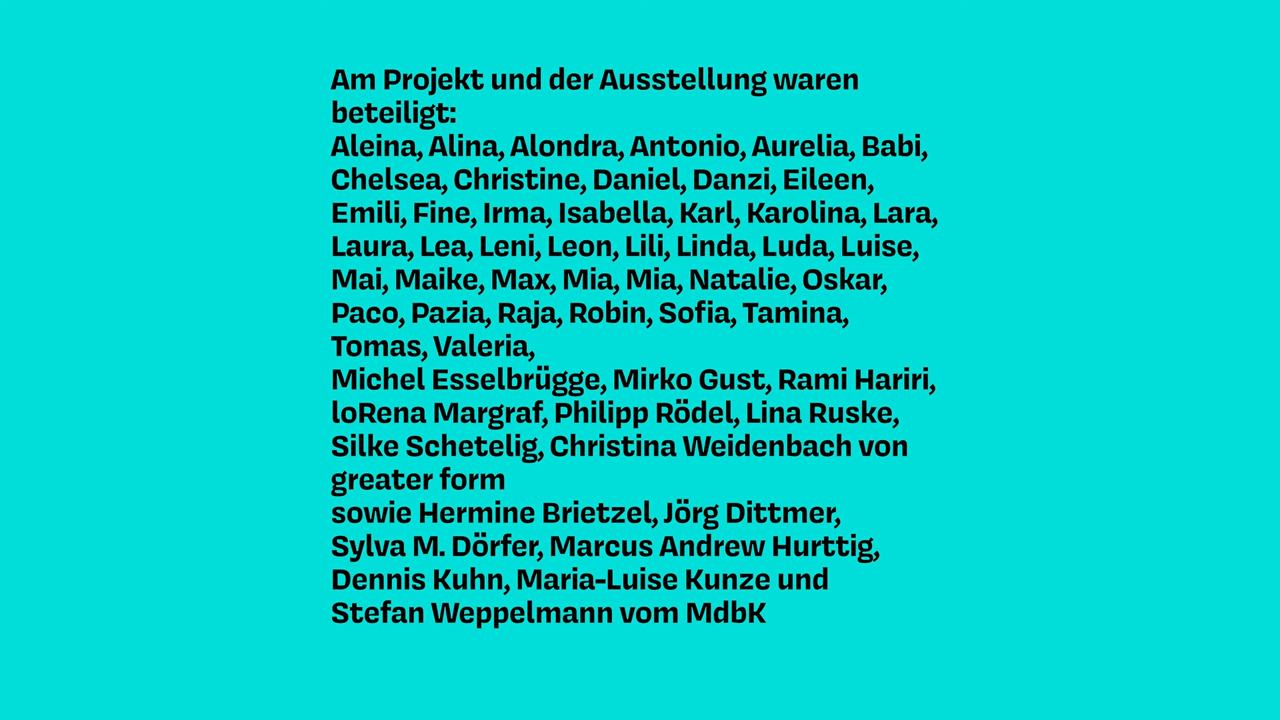 Am Projekt und der Ausstellung waren
beteiligt:
Aleina, Alina, Alondra, Antonio, Aurelia, Babi,
Chelsea, Christine, Daniel, Danzi, Eileen,
Emili, Fine, Irma, Isabella, Karl, Karolina, Lara,
Laura, Lea, Leni, Leon, Lili, Linda, Luda, Luise,
Mai, Maike, Max, Mia, Mia, Natalie, Oskar,
Paco, Pazia, Raja, Robin, Sofia, Tamina,
Tomas, Valeria,
Michel Esselbrügge, Mirko Gust, Rami Hariri,
loRena Margraf, Philipp Rödel, Lina Ruske,
Silke Schetelig, Christina Weidenbach von
greater form
sowie Hermine Brietzel, Jörg Dittmer,
Sylva M. Dörfer, Marcus Andrew Hurttig,
Dennis Kuhn, Maria-Luise Kunze und
Stefan Weppelmann vom MdbK